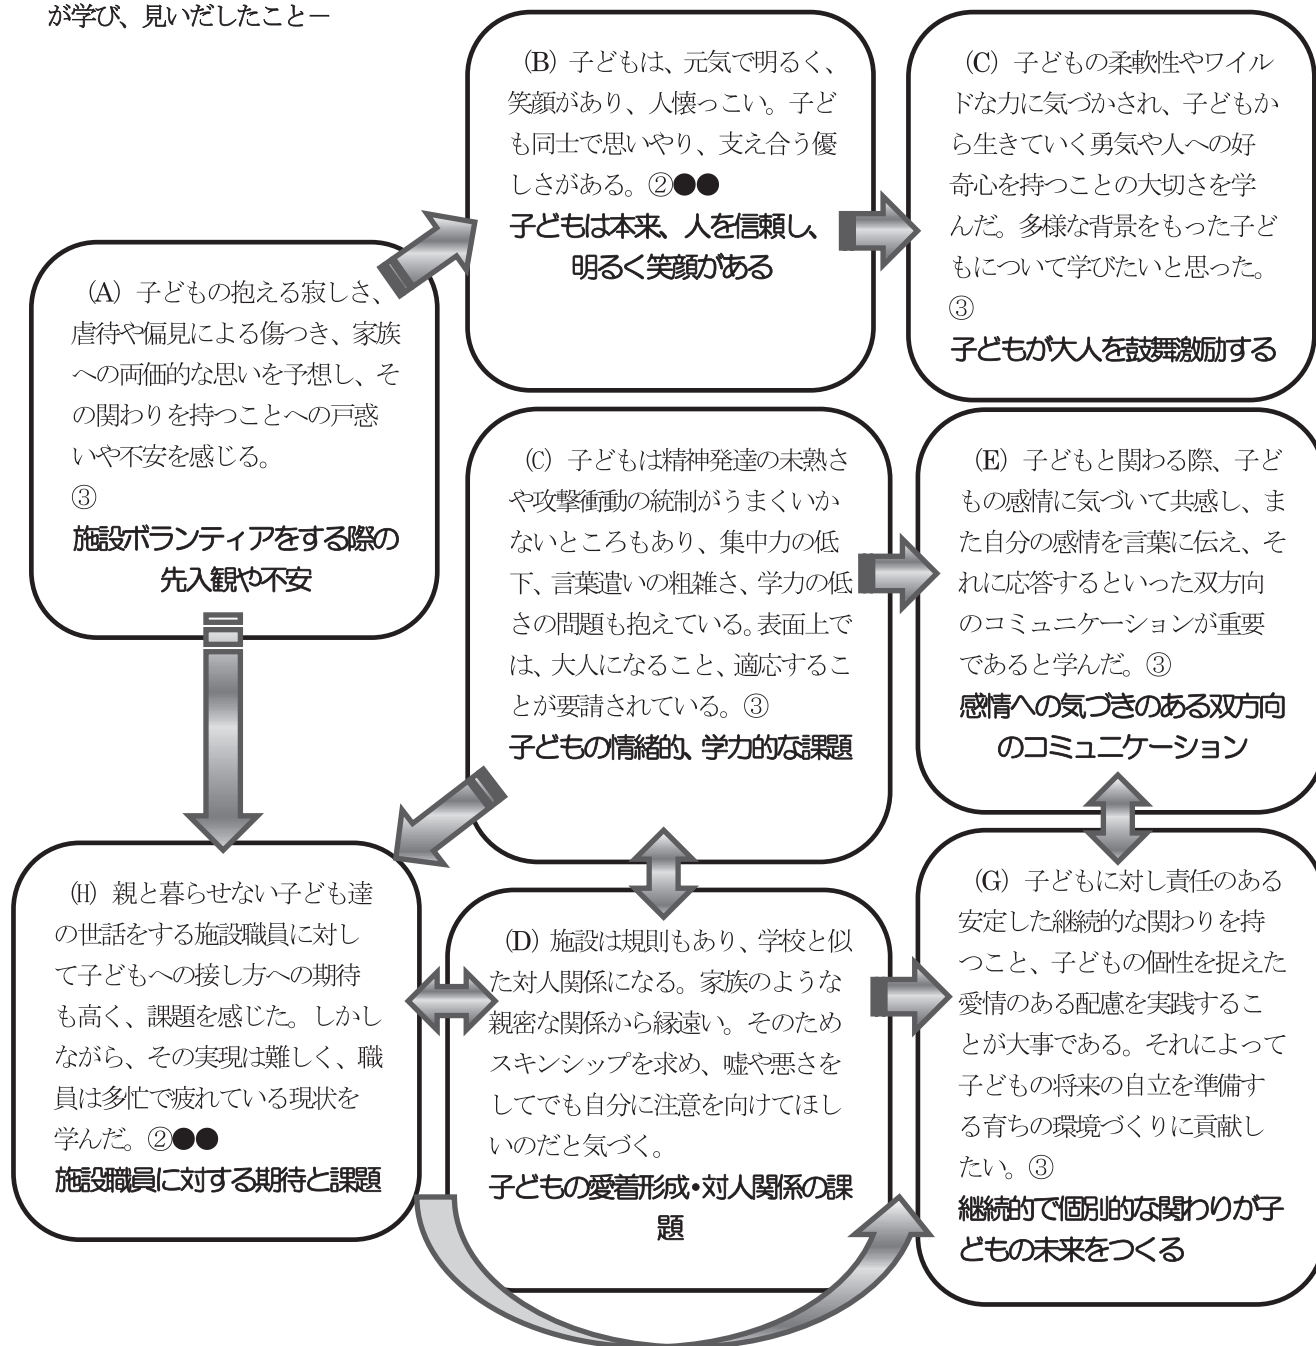 が学び、見いだしたこと－
(B) 子どもは、元気で明るく、
笑顔があり、人懐っこい。子ど
も同士で思いやり、支え合う優
しさがある。②●●
子どもは本来、人を信頼し、
明るく笑顔がある
(C) 子どもの柔軟性やワイル
ドな力に気づかされ、子どもか
ら生きていく勇気や人への好
奇心を持つことの大切さを学
んだ。多様な背景をもった子ど
もについて学びたいと思った。
③
子どもが大人を鼓舞激励する
(A) 子どもの抱える寂しさ、
虐待や偏見による傷つき、家族
への両価的な思いを予想し、そ
の関わりを持つことへの戸惑
いや不安を感じる。
③
施設ボランティアをする際の
先入観や不安
(C) 子どもは精神発達の未熟さ
や攻撃衝動の統制がうまくいか
ないところもあり、集中力の低
下、言葉遣いの粗雑さ、学力の低
さの問題も抱えている。表面上で
は、大人になること、適応するこ
とが要請されている。③
子どもの情緒的、学力的な課題
(E) 子どもと関わる際、子ど
もの感情に気づいて共感し、ま
た自分の感情を言葉に伝え、そ
れに応答するといった双方向
のコミュニケーションが重要
であると学んだ。③
感情への気づきのある双方向
のコミュニケーション
(H) 親と暮らせない子ども達
の世話をする施設職員に対し
て子どもへの接し方への期待
も高く、課題を感じた。しかし
ながら、その実現は難しく、職
員は多忙で疲れている現状を
学んだ。②●●
施設職員に対する期待と課題
(D) 施設は規則もあり、学校と似
た対人関係になる。家族のような
親密な関係から縁遠い。そのため
スキンシップを求め、嘘や悪さを
してでも自分に注意を向けてほし
いのだと気づく。
子どもの愛着形成・対人関係の課
題
(G) 子どもに対し責任のある
安定した継続的な関わりを持
つこと、子どもの個性を捉えた
愛情のある配慮を実践するこ
とが大事である。それによって
子どもの将来の自立を準備す
る育ちの環境づくりに貢献し
たい。③
継続的で個別的な関わりが子
どもの未来をつくる